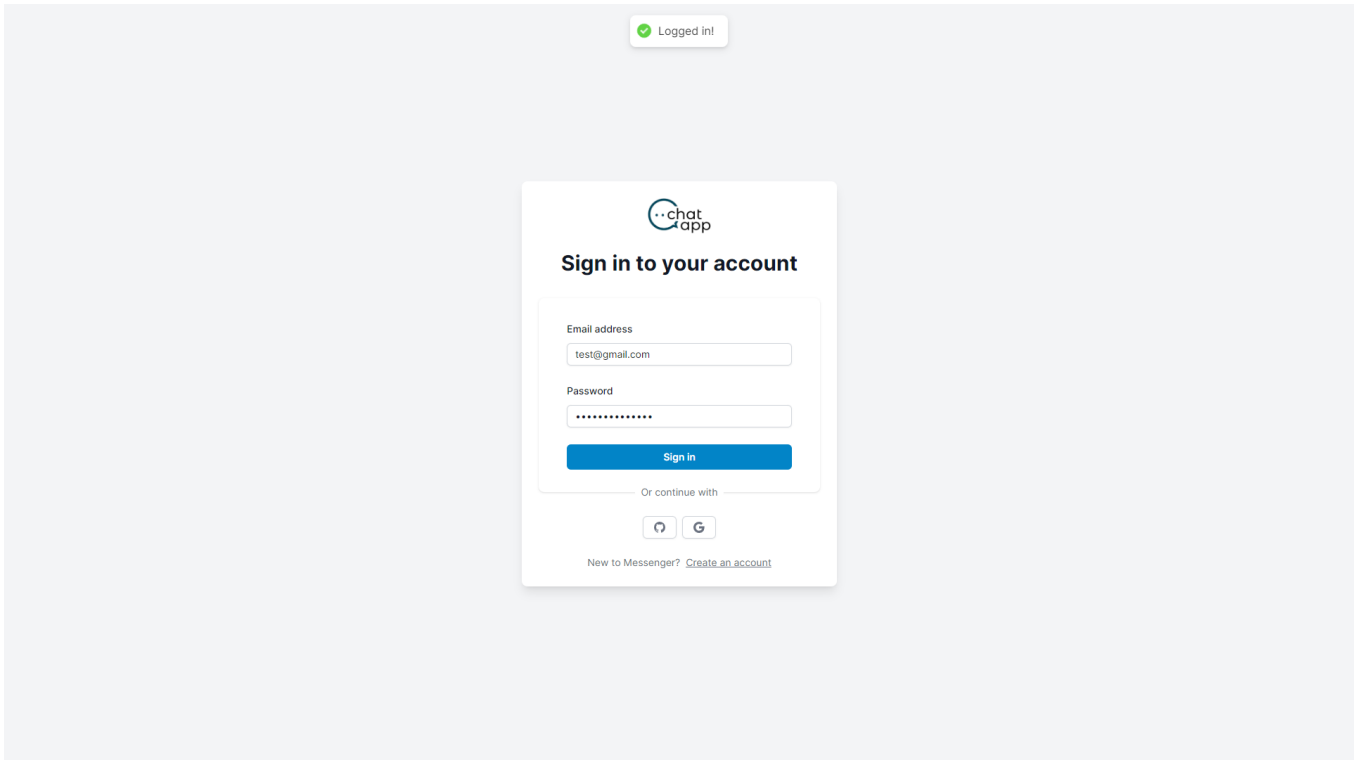 Logged in!
chat
app
Sign in to your account
Email address
test@gmail.com
Password
••••••••••••••
Sign in
Or continue with
G
New to Messenger? Create an account